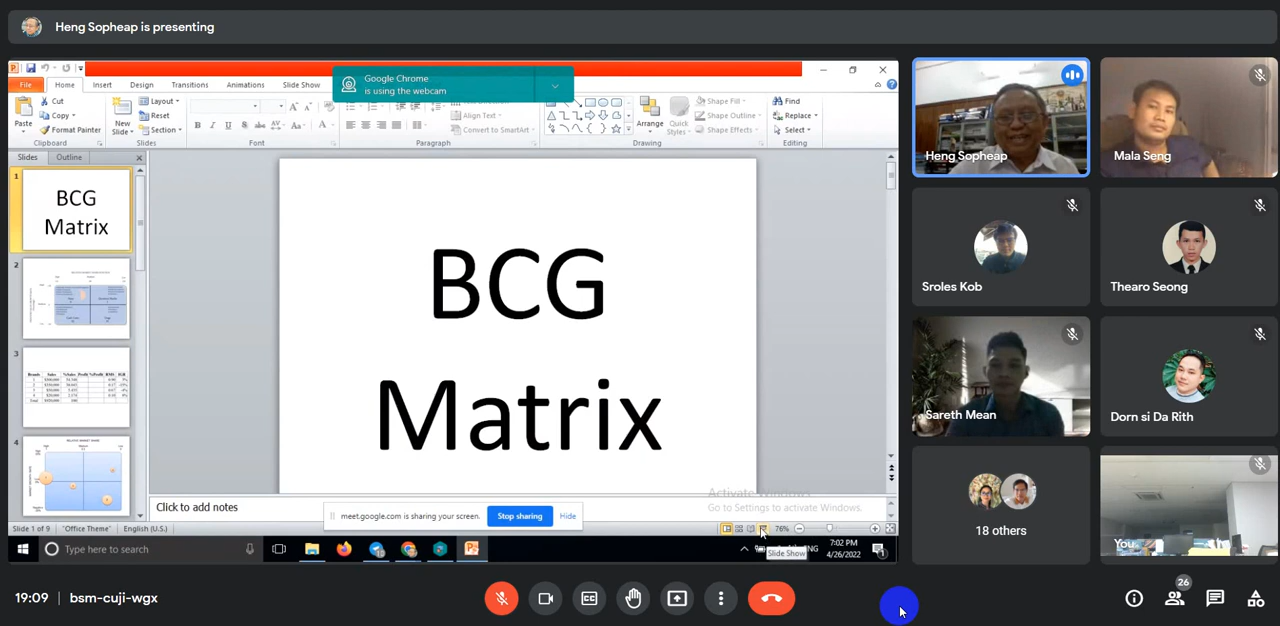 Heng Sopheap is presenting
Google Chrome
is using the webcam
File Home Insert Design Transitions Animations Slide Show
Paste
Cut
Copy
Format Painter
Clipboard
New
Slide
Layout
Reset
Section
Slides
Font
Align Text
Convert to SmartArt
Paragraph
Arrange
Quick
Styles
Shape Fill
Shape Outline
Shape Effects
Drawing
Find
Replace
Select
Editing
Slides Outline
1
BCG
Matrix
2
3
4
BCG
Matrix
Click to add notes
Activate Windows
Go to Settings to activate Windows.
meet.google.com is sharing your screen.
Stop sharing
Hide
Slide 1 of 9
"Office Theme"
English (U.S.)
76%
Slide Show
Type here to search
7:02 PM
4/26/2022
Heng Sopheap
Mala Seng
Sroles Kob
Thearo Seong
Sareth Mean
Dorn si Da Rith
18 others
You
19:09 | bsm-cuji-wgx
26